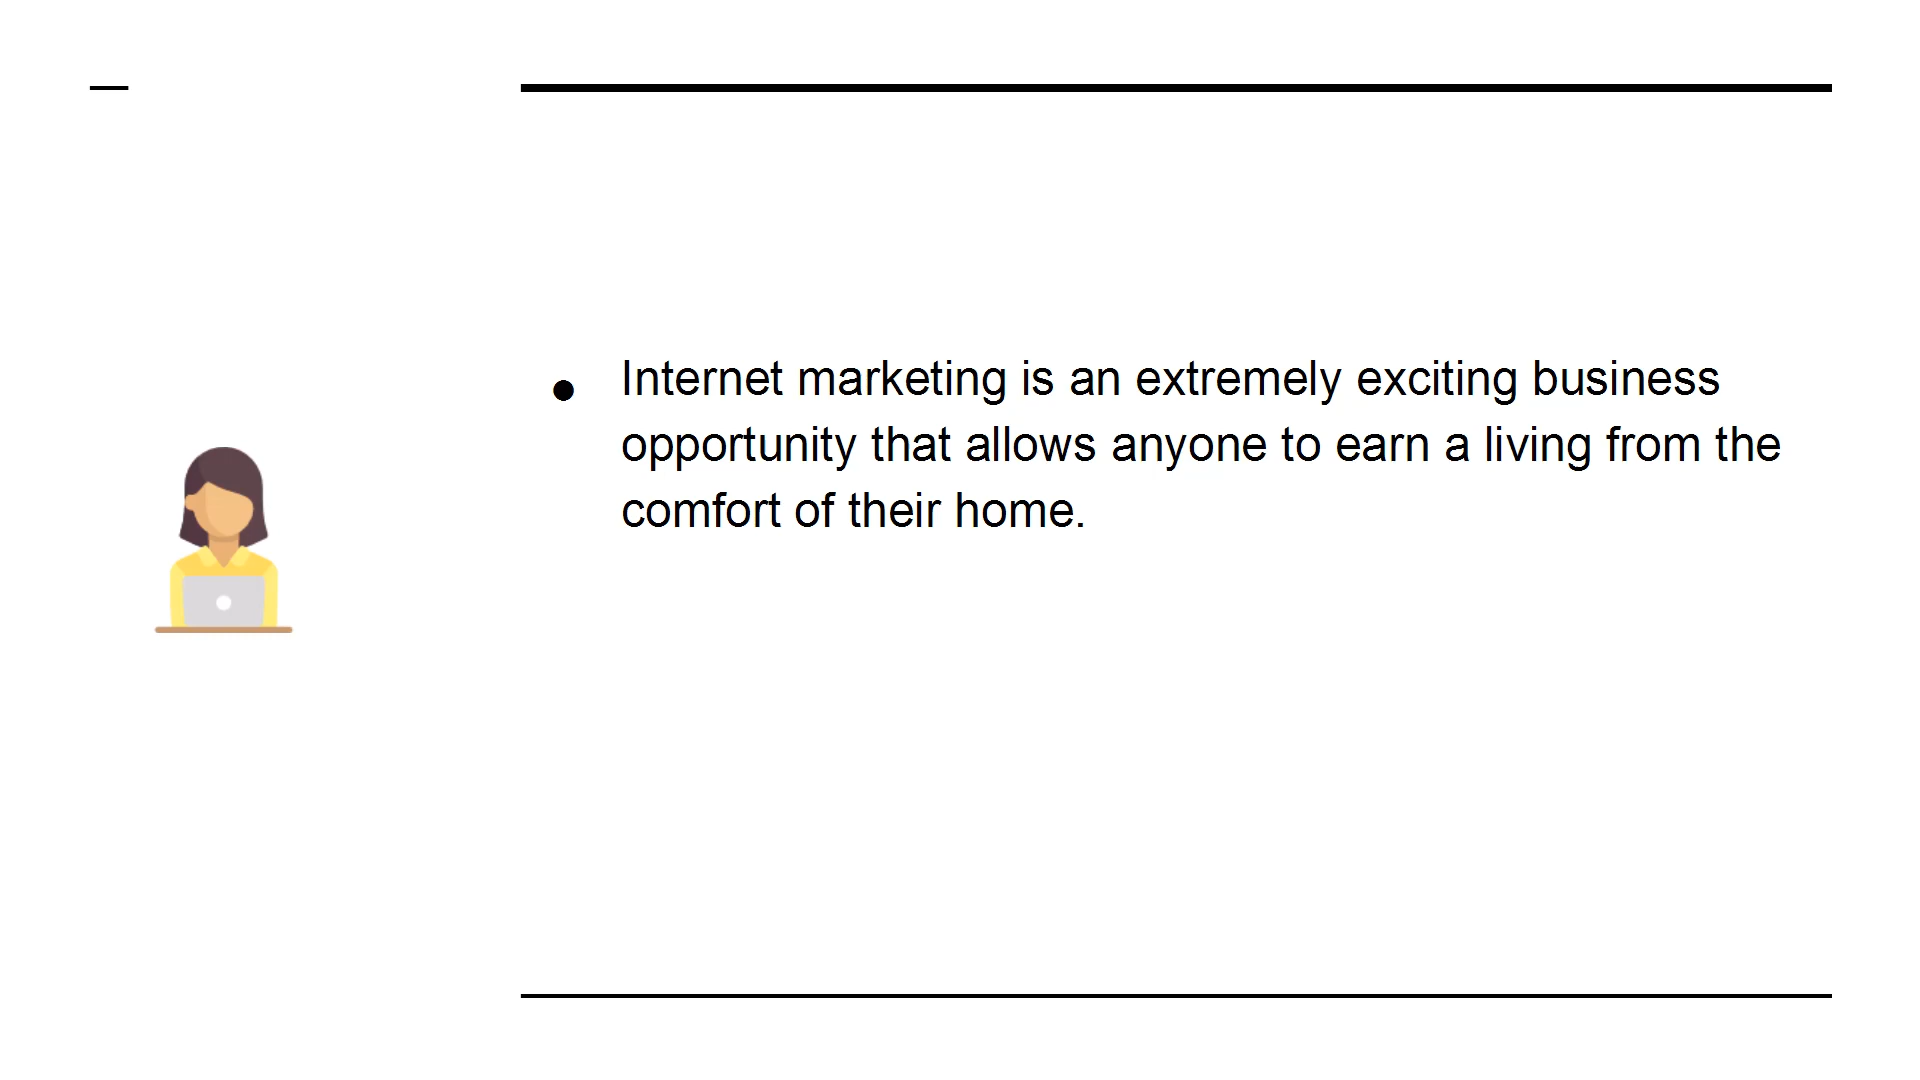 ● Internet marketing is an extremely exciting business
opportunity that allows anyone to earn a living from the
comfort of their home.